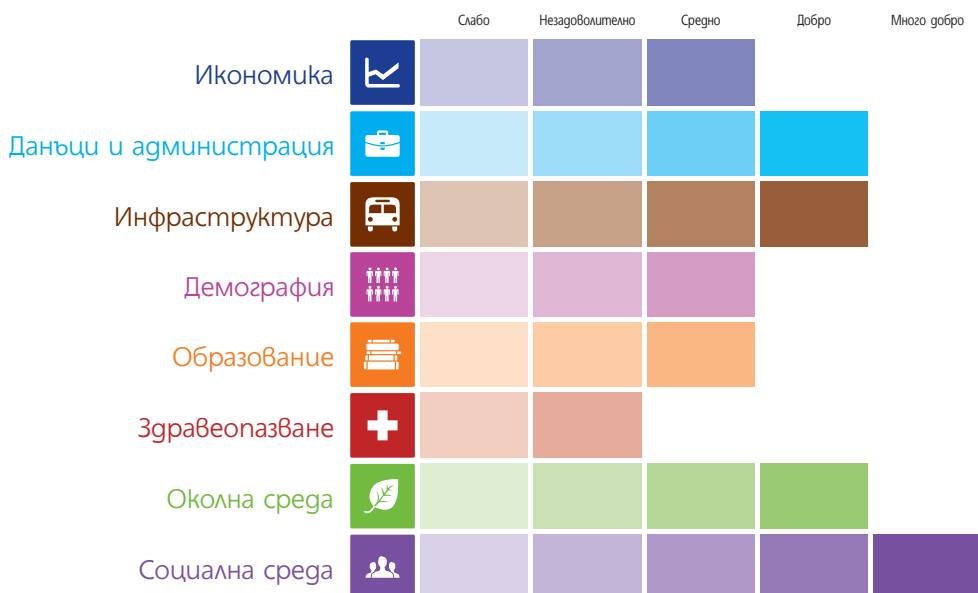 Слабо Незадоволително Средно Добро Много добро
Икономика
Данъци и администрация
Инфраструктура
Демография
Образование
Здравеопазване
Околна среда
Социална среда